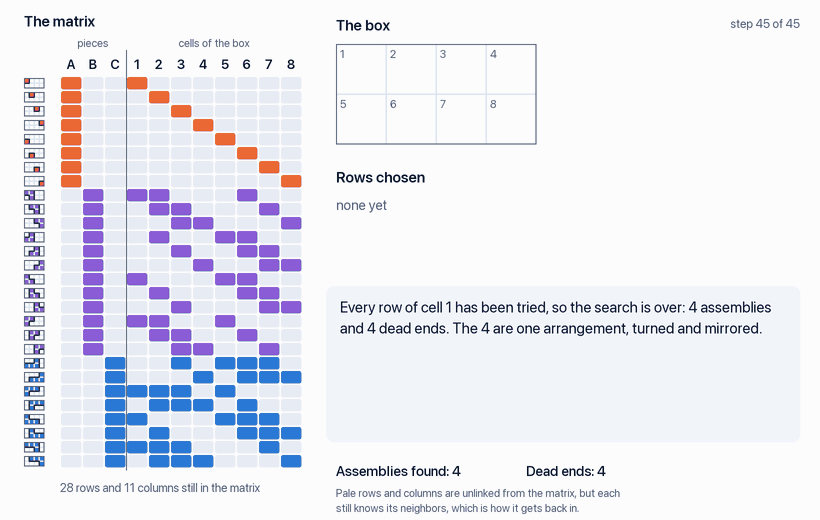 The matrix
pieces
cells of the box
A B C 1 2 3 4 5 6 7 8
28 rows and 11 columns still in the matrix
The box
step 45 of 45
1 2 3 4
5 6 7 8
Rows chosen
none yet
Every row of cell 1 has been tried, so the search is over: 4 assemblies
and 4 dead ends. The 4 are one arrangement, turned and mirrored.
Assemblies found: 4
Dead ends: 4
Pale rows and columns are unlinked from the matrix, but each
still knows its neighbors, which is how it gets back in.